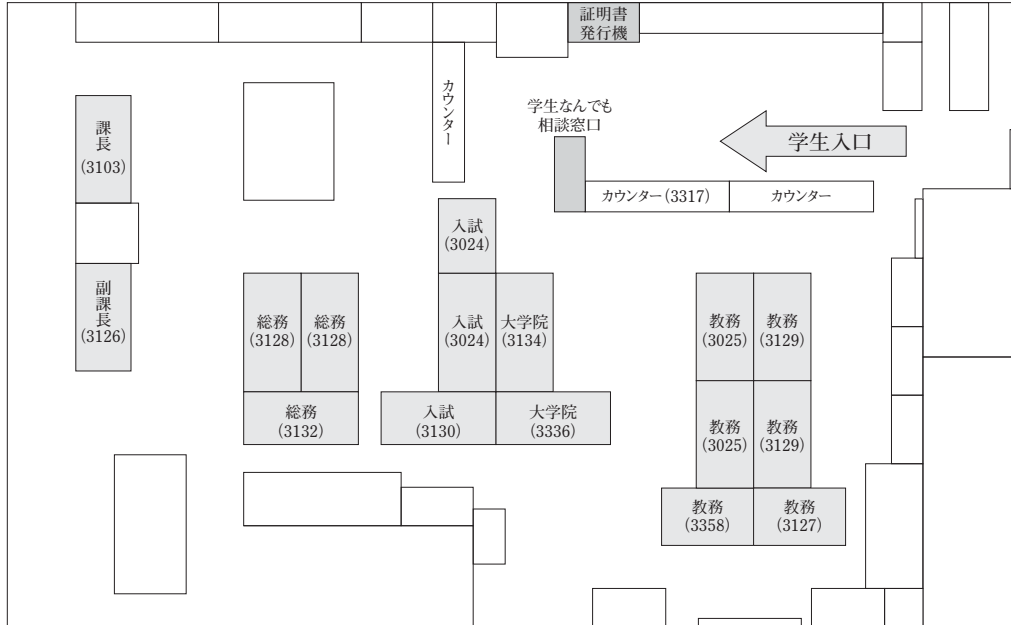 証明書
発行機
カウンター
学生なんでも
相談窓口
学生入口
課長
(3103)
カウンター(3317)
カウンター
入試
(3024)
副課長
(3126)
総務
(3128)
総務
(3128)
入試
(3024)
大学院
(3134)
教務
(3025)
教務
(3129)
総務
(3132)
入試
(3130)
大学院
(3336)
教務
(3025)
教務
(3129)
教務
(3358)
教務
(3127)